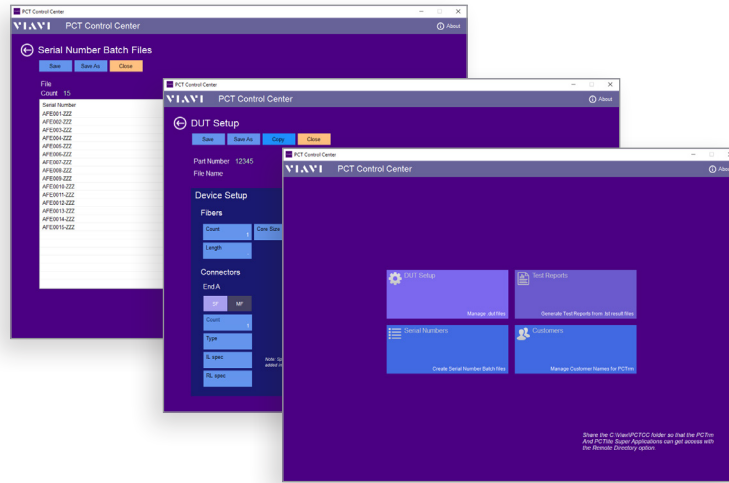 PCT Control Center
VIAVI PCT Control Center
About
Serial Number Batch Files
Save Save As Close
File
Count 15
Serial Number
AFE001-ZZZ
AFE002-ZZZ
AFE003-ZZZ
AFE004-ZZZ
AFE005-ZZZ
AFE006-ZZZ
AFE007-ZZZ
AFE008-ZZZ
AFE009-ZZZ
AFE0010-ZZZ
AFE0011-ZZZ
AFE0012-ZZZ
AFE0013-ZZZ
AFE0014-ZZZ
AFE0015-ZZZ
PCT Control Center
VIAVI PCT Control Center
About
DUT Setup
Save Save As Copy Close
Part Number 12345
File Name
Device Setup
Fibers
Count 1
Core Size
Length
Connectors
End A
SF MF
Count 1
Type
IL spec
RL spec
Note:
added
PCT Control Center
VIAVI PCT Control Center
DUT Setup
Manage .dut files
Test Reports
Generate Test Reports from .txt result files
Serial Numbers
Create Serial Number Batch files
Customers
Manage Customer Names for PCTrm
Share the C:\Viavi\PCTCC folder so that the PCTrm
And PCTlite Super Applications can get access with
the Remote Directory option.